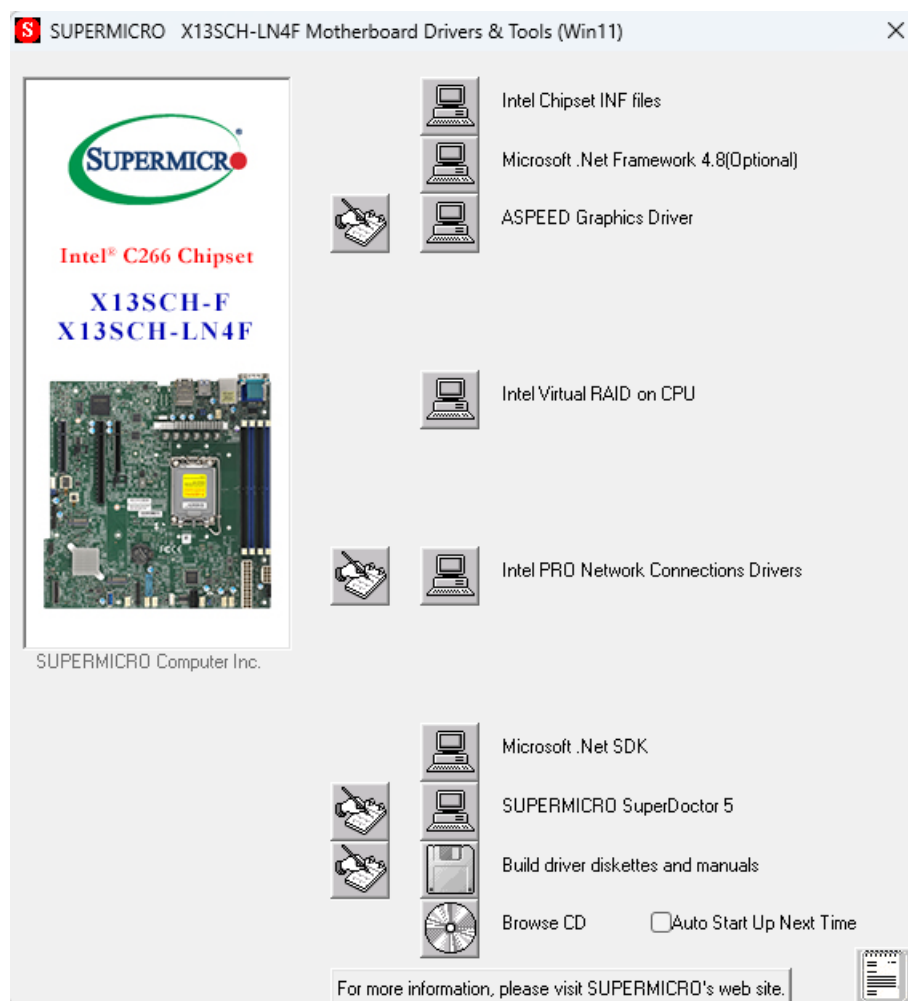 S SUPERMICRO X13SCH-LN4F Motherboard Drivers & Tools (Win11)
SUPERMICR
Intel® C266 Chipset
X13SCH-F
X13SCH-LN4F
SUPERMICRO Computer Inc.
Intel Chipset INF files
Microsoft .Net Framework 4.8(Optional)
ASPEED Graphics Driver
Intel Virtual RAID on CPU
Intel PRO Network Connections Drivers
Microsoft .Net SDK
SUPERMICRO SuperDoctor 5
Build driver diskettes and manuals
Browse CD
Auto Start Up Next Time
For more information, please visit SUPERMICRO's web site.